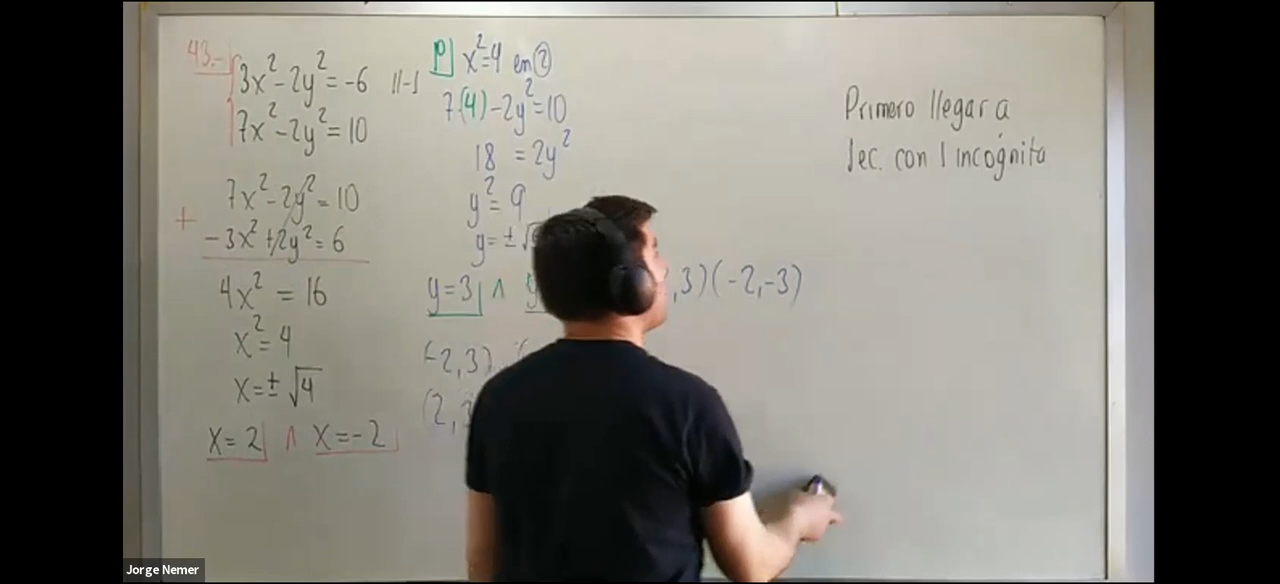 43.-
3x²-2y²=-6 //-1
7x²-2y²=10
7x²-2y²=10
+
-3x²+2y²=6
4x² = 16
x²=4
x=±√4
x=2 ∧ x=-2
P) x²=4 en ②
7(4)-2y²=10
18 =2y²
y²=9
y=±√
y=3 ∧
,3)(-2,-3)
(-2,3)
(2,3
Primero llegar a
1ec. con 1 incógnita
Jorge Nemer